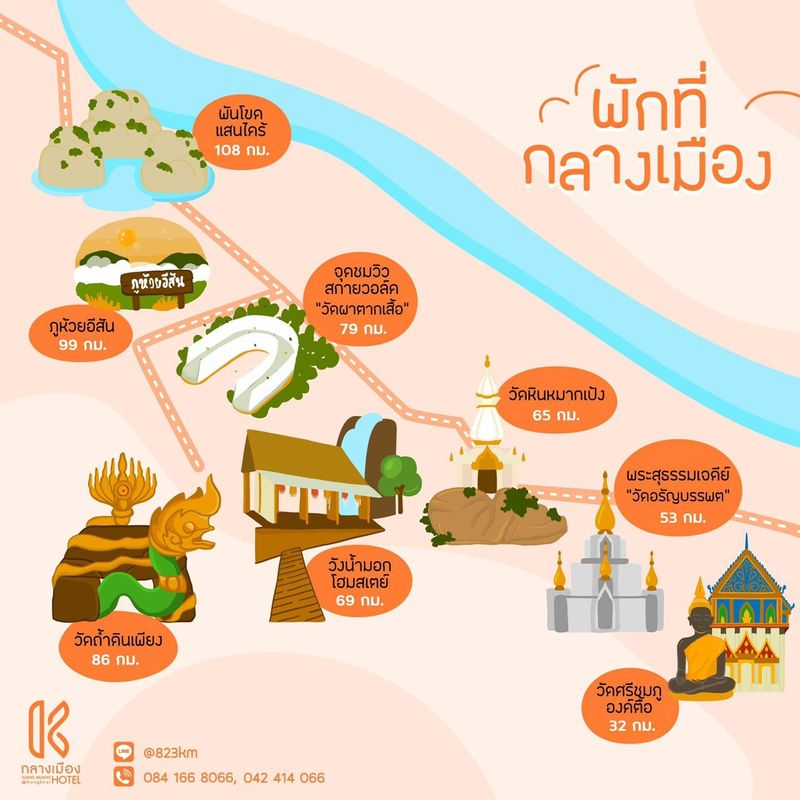 พักที่
กลางเมือง
พันโขด
แสนไคร้
108 กม.
ภูห้วยอีสัน
ภูห้วยอีสัน
99 กม.
จุดชมวิว
สกายวอล์ค
"วัดผาตากเสื้อ"
79 กม.
วัดหินหมากเป้ง
65 กม.
พระสุธรรมเจดีย์
"วัดอรัญบรรพต"
53 กม.
วังน้ำมอก
โฮมสเตย์
69 กม.
วัดถ้ำดินเพียง
86 กม.
วัดศรีชมภู
องค์ตื้อ
32 กม.
กลางเมือง
KLANG MUANG
@Nongkhai HOTEL
LINE @823km
084 166 8066, 042 414 066